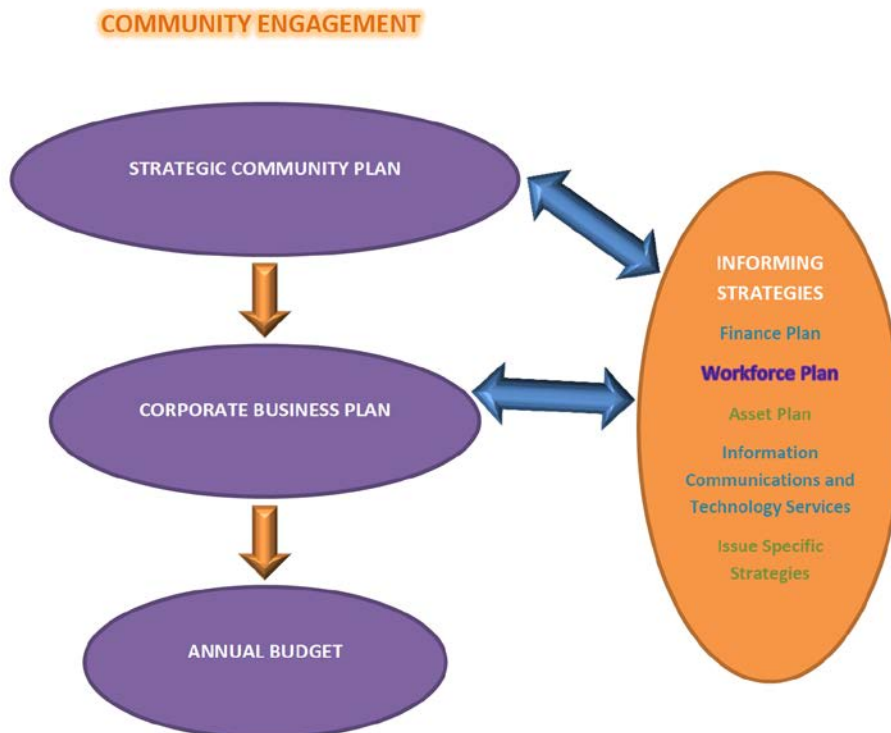 COMMUNITY ENGAGEMENT
STRATEGIC COMMUNITY PLAN
CORPORATE BUSINESS PLAN
ANNUAL BUDGET
INFORMING
STRATEGIES
Finance Plan
Workforce Plan
Asset Plan
Information
Communications and
Technology Services
Issue Specific
Strategies